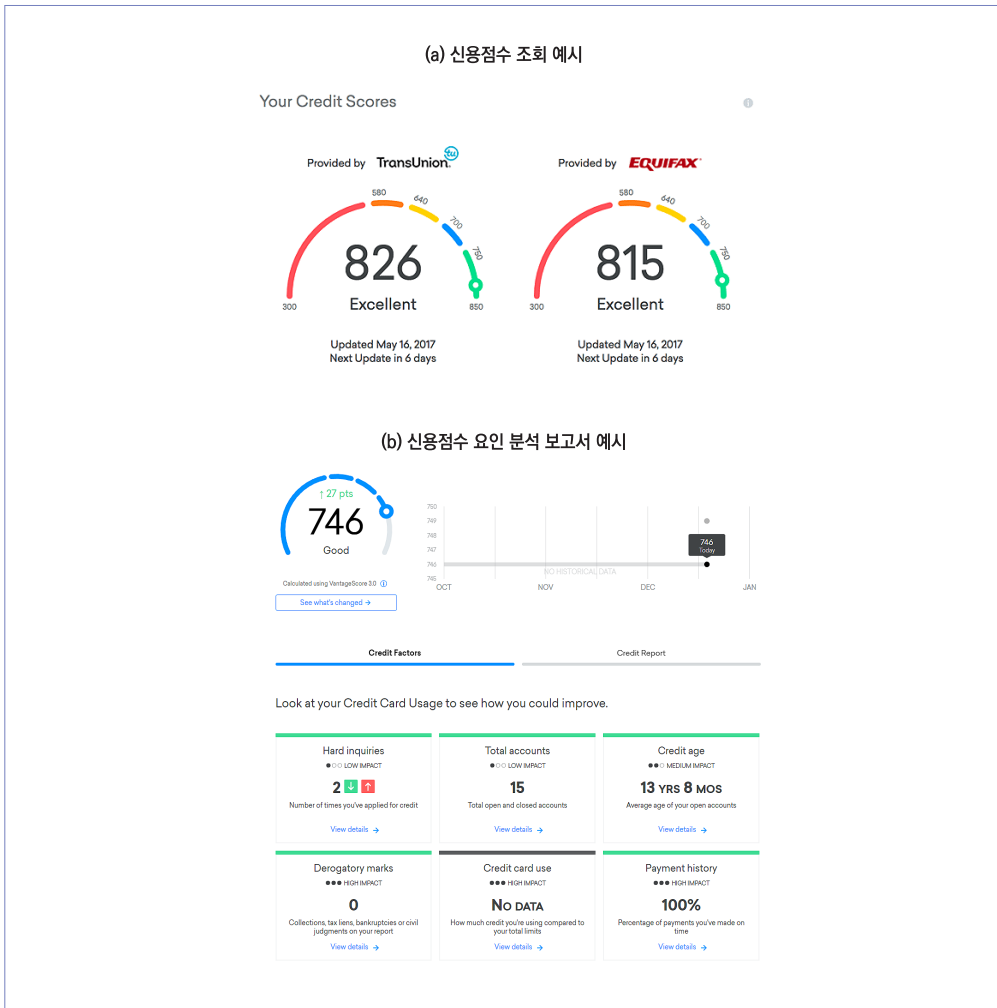 (a) 신용점수 조회 예시
Your Credit Scores
Provided by TransUnion
Provided by EQUIFAX
580
640
700
750
826
Excellent
300
850
Updated May 16, 2017
Next Update in 6 days
580
640
700
750
815
Excellent
300
850
Updated May 16, 2017
Next Update in 6 days
(b) 신용점수 요인 분석 보고서 예시
↑ 27 pts
746
Good
Calculated using VantageScore 3.0
See what's changed →
750
749
748
747
746
745
746
Today
NO HISTORICAL DATA
OCT
NOV
DEC
JAN
Credit Factors
Credit Report
Look at your Credit Card Usage to see how you could improve.
Hard inquiries
LOW IMPACT
2 ↓ ↑
Number of times you've applied for credit
View details →
Total accounts
LOW IMPACT
15
Total open and closed accounts
View details →
Credit age
MEDIUM IMPACT
13 YRS 8 MOS
Average age of your open accounts
View details →
Derogatory marks
HIGH IMPACT
0
Collections, tax liens, bankruptcies or civil
judgments on your report
View details →
Credit card use
HIGH IMPACT
NO DATA
How much credit you're using compared to
your total limits
View details →
Payment history
HIGH IMPACT
100%
Percentage of payments you've made on
time
View details →